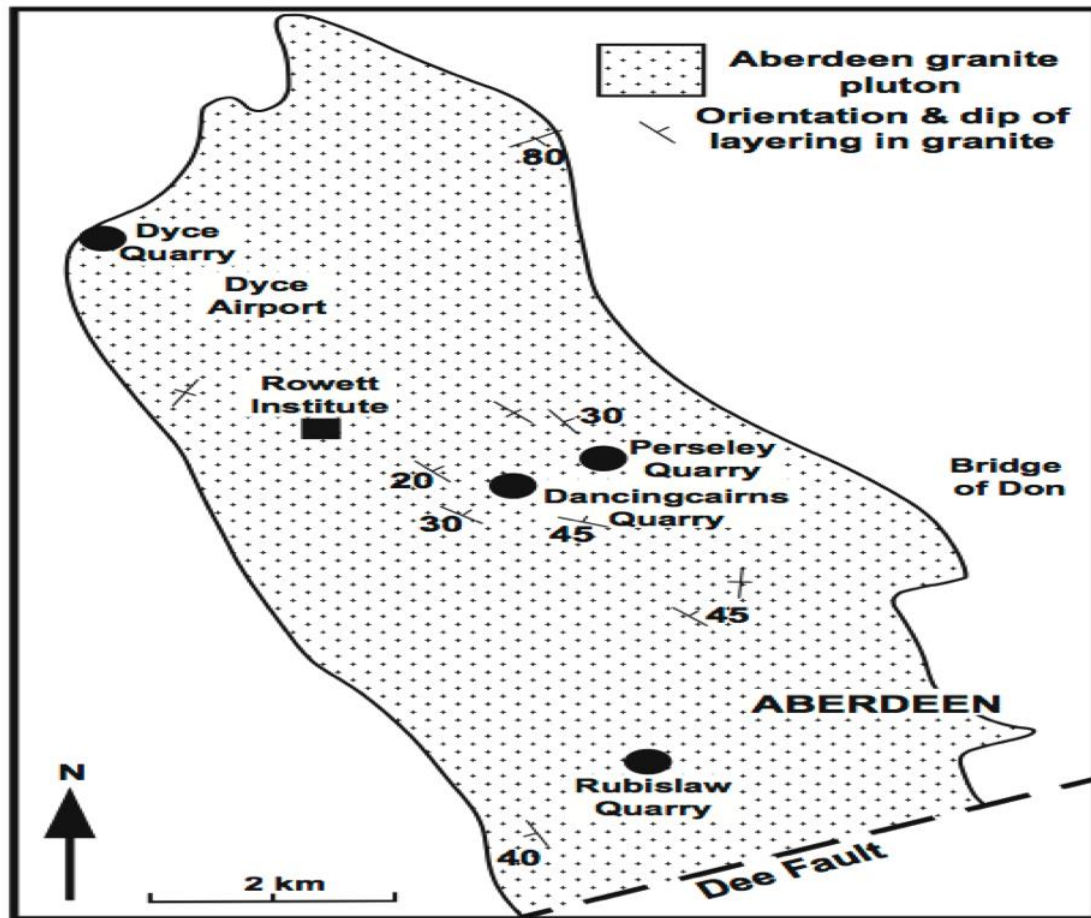 Aberdeen granite
pluton
Orientation & dip of
layering in granite
80
Dyce
Quarry
Dyce
Airport
Rowett
Institute
30
Perseley
Quarry
Bridge
of Don
20
Dancingcairns
Quarry
30
45
45
ABERDEEN
N
Rubislaw
Quarry
40
Dee Fault
2 km